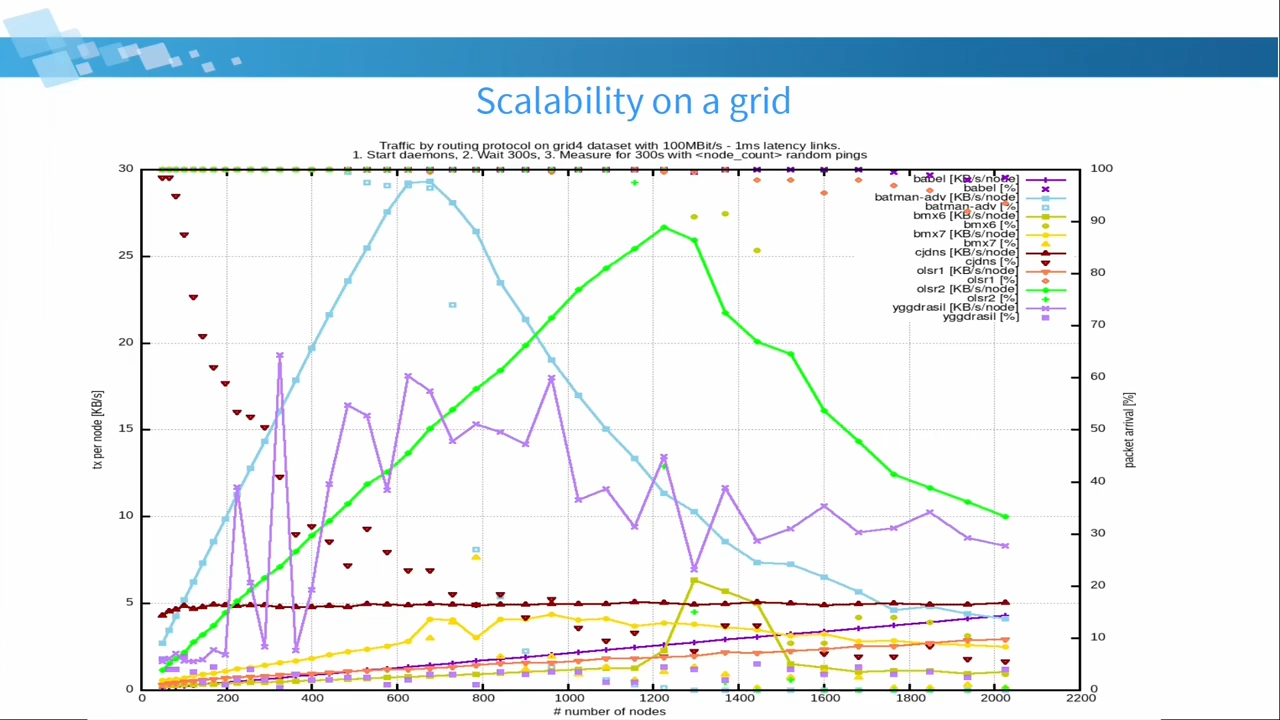 Scalability on a grid
Traffic by routing protocol on grid4 dataset with 100MBit/s - 1ms latency links.
1. Start daemons, 2. Wait 300s, 3. Measure for 300s with <node_count> random pings
30
25
20
15
10
5
0
tx per node [KB/s]
babel [KB/s/node]
babel [%]
batman-adv [KB/s/node]
batman-adv [%]
bmx6 [KB/s/node]
bmx6 [%]
bmx7 [KB/s/node]
bmx7 [%]
cjdns [KB/s/node]
cjdns [%]
olsr1 [KB/s/node]
olsr1 [%]
olsr2 [KB/s/node]
olsr2 [%]
yggdrasil [KB/s/node]
yggdrasil [%]
100
90
80
70
60
50
40
30
20
10
0
packet arrival [%]
0 200 400 600 800 1000 1200 1400 1600 1800 2000 2200
# number of nodes